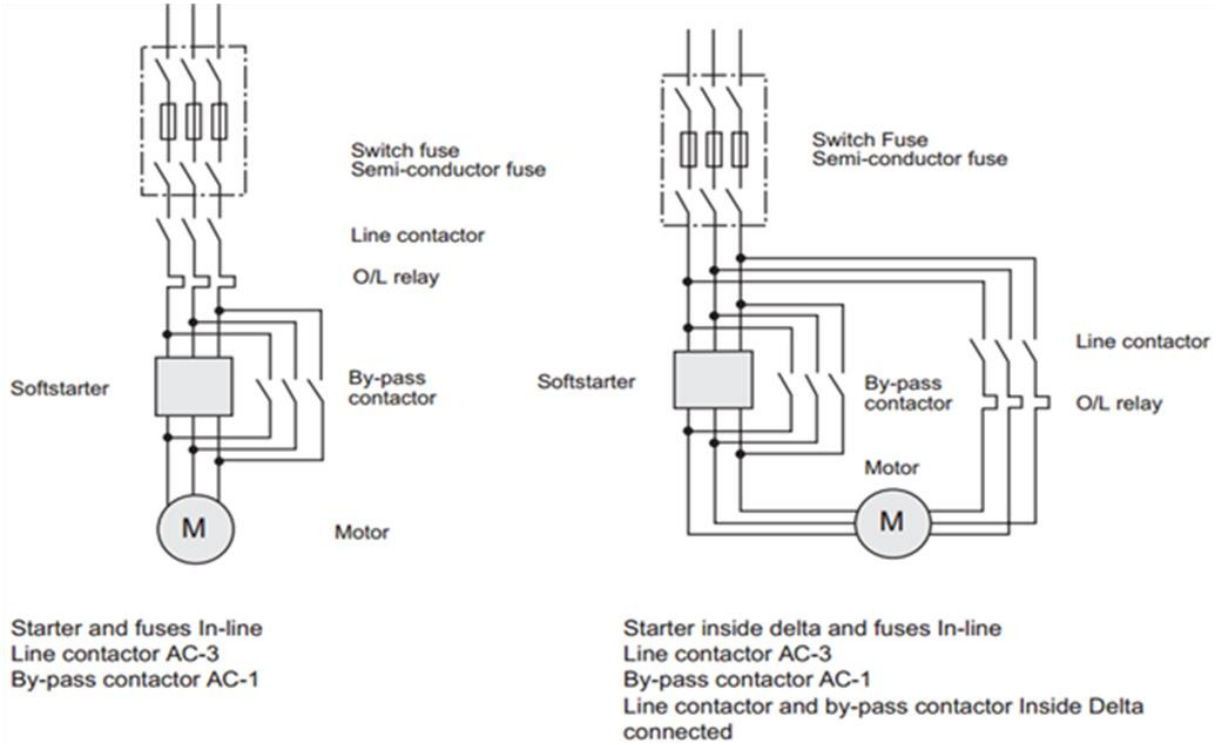 Switch fuse
Semi-conductor fuse
Line contactor
O/L relay
Softstarter
By-pass
contactor
M
Motor
Starter and fuses In-line
Line contactor AC-3
By-pass contactor AC-1
Switch Fuse
Semi-conductor fuse
Line contactor
Softstarter
By-pass
contactor
O/L relay
Motor
M
Starter inside delta and fuses In-line
Line contactor AC-3
By-pass contactor AC-1
Line contactor and by-pass contactor Inside Delta
connected